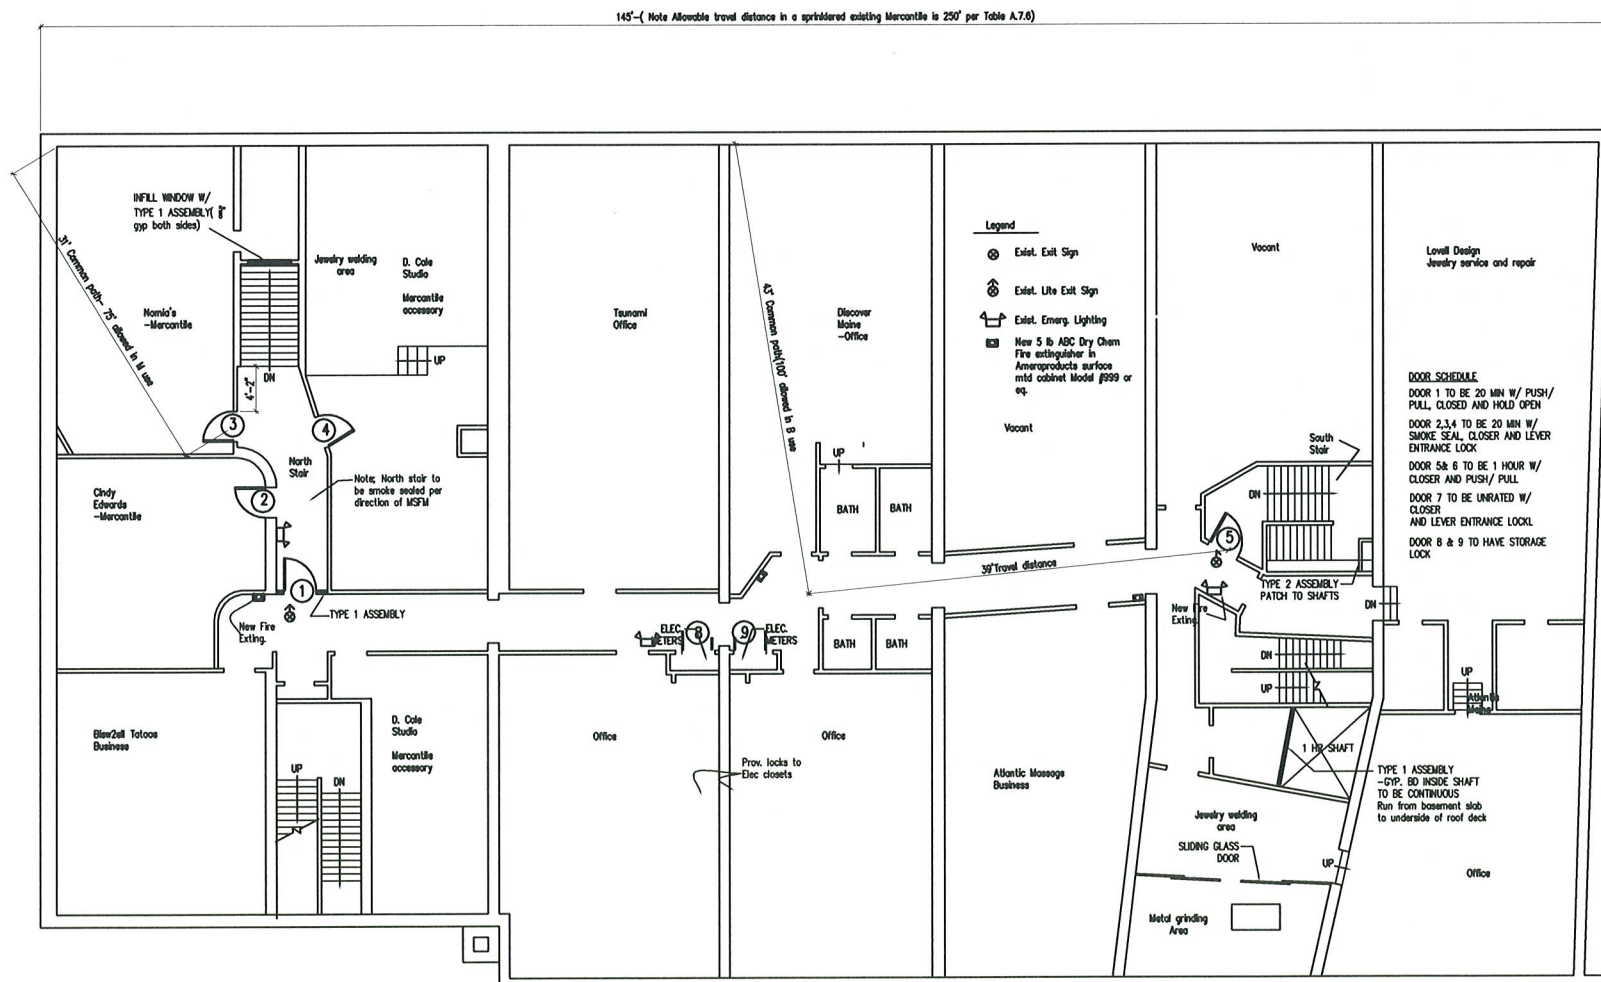 145'-( Note Allowable travel distance in a sprinklered existing Mercantile is 250' per Table A.7.6)
INFILL WINDOW W/
TYPE 1 ASSEMBLY(
gyp both sides)
31' Common path- 75' allowed in M use
Nomia's
-Mercantile
Jewelry welding
area
D. Cole
Studio
Mercantile
accessory
UP
DN
4'-2"
3
4
North
Stair
Note; North stair to
be smoke sealed per
direction of MSFM
Cindy
Edwards
-Mercantile
2
1
TYPE 1 ASSEMBLY
New Fire
Exting.
Bisw2ell Tatoos
Business
UP
DN
D. Cole
Studio
Mercantile
accessory
Tsunami
Office
43' Common path(100' allowed in B use
Discover
Maine
-Office
UP
BATH
BATH
ELEC.
METERS
8
9
ELEC.
METERS
BATH
BATH
Office
Prov. locks to
Elec closets
Office
Legend
Exist. Exit Sign
Exist. Lite Exit Sign
Exist. Emerg. Lighting
New 5 lb ABC Dry Chem
Fire extinguisher in
Ameraproducts surface
mtd cabinet Model #999 or
eq.
Vacant
Vacant
39'Travel distance
South
Stair
DN
5
TYPE 2 ASSEMBLY
PATCH TO SHAFTS
New Fire
Exting.
DN
DN
UP
1 HR SHAFT
TYPE 1 ASSEMBLY
-GYP. BD INSIDE SHAFT
TO BE CONTINUOUS
Run from basement slab
to underside of roof deck
Atlantic Massage
Business
Jewelry welding
area
SLIDING GLASS
DOOR
UP
Metal grinding
Area
Lovell Design
Jewelry service and repair
DOOR SCHEDULE
DOOR 1 TO BE 20 MIN W/ PUSH/
PULL, CLOSED AND HOLD OPEN
DOOR 2,3,4 TO BE 20 MIN W/
SMOKE SEAL, CLOSER AND LEVER
ENTRANCE LOCK
DOOR 5& 6 TO BE 1 HOUR W/
CLOSER AND PUSH/ PULL
DOOR 7 TO BE UNRATED W/
CLOSER
AND LEVER ENTRANCE LOCKL
DOOR 8 & 9 TO HAVE STORAGE
LOCK
UP
Office